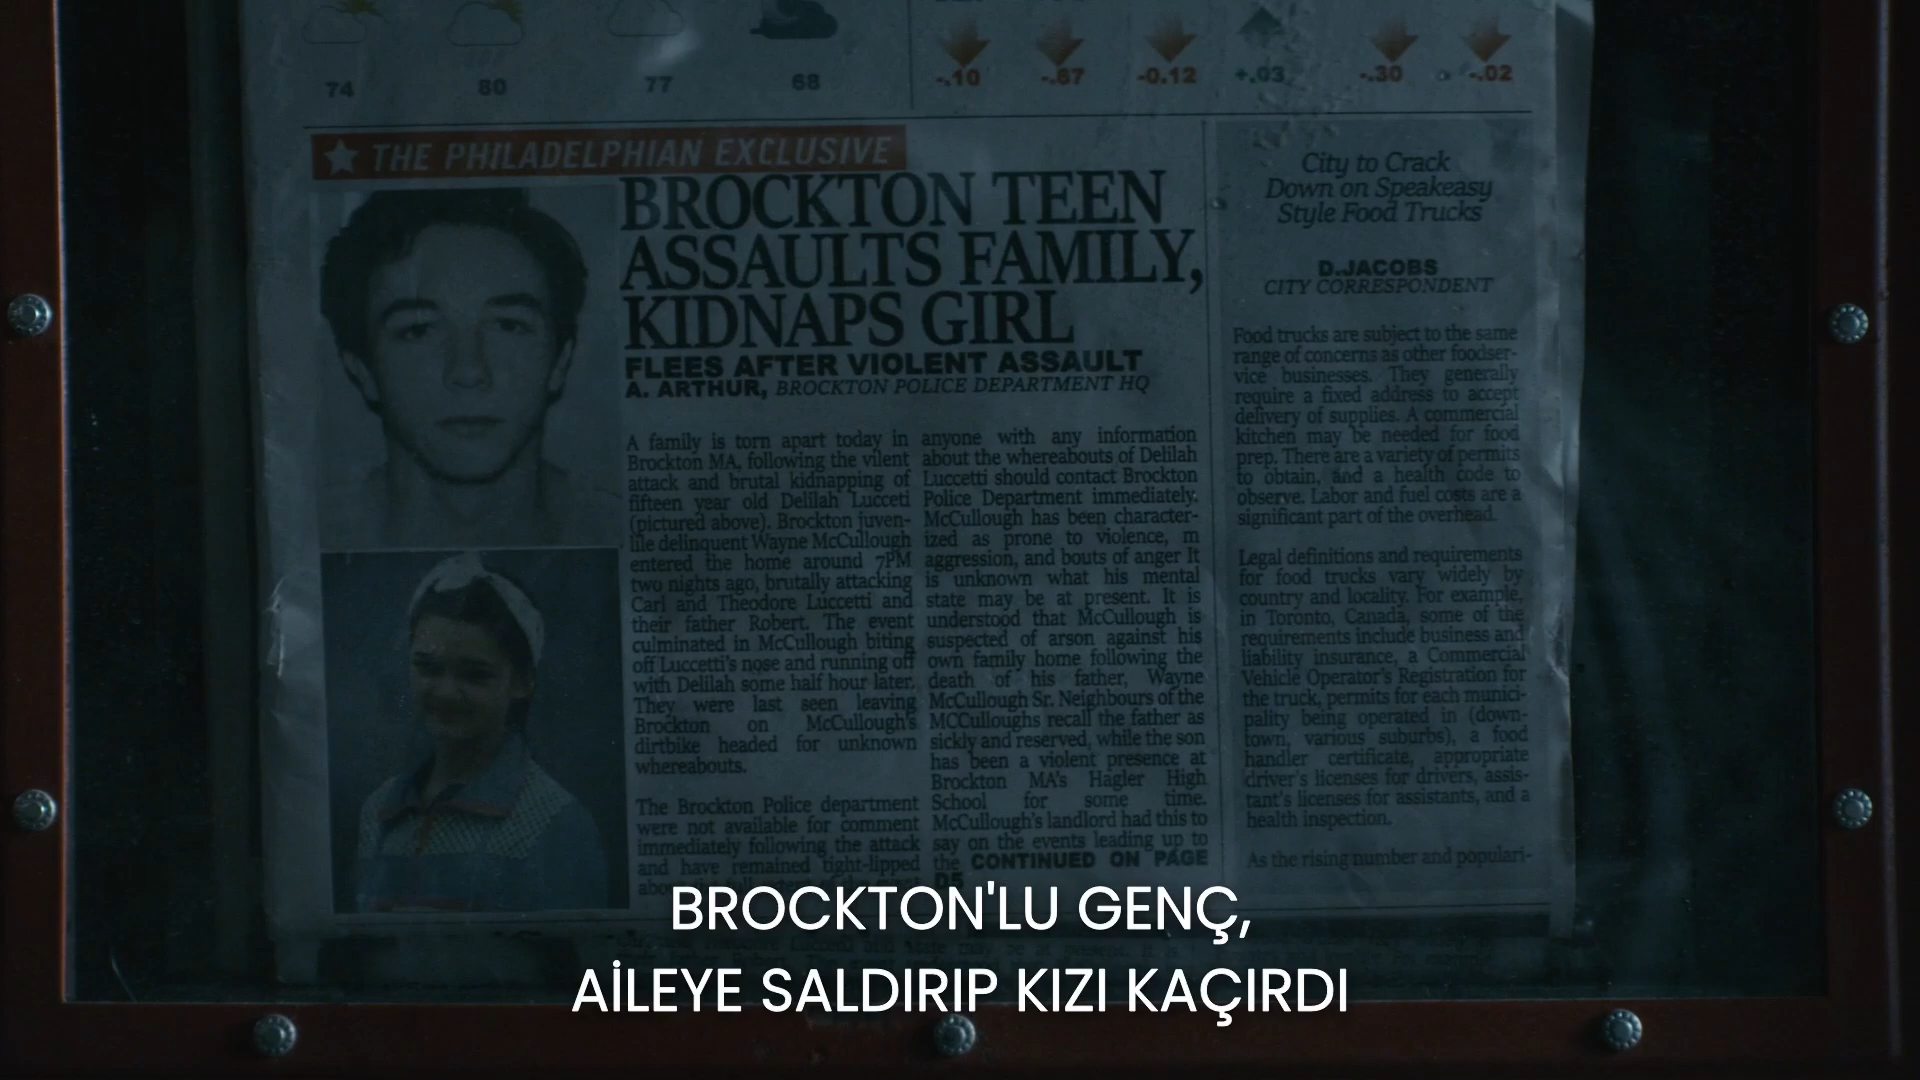 74 80 77 68
-.10 -.67 -0.12 +.03 -.30 -.02
THE PHILADELPHIAN EXCLUSIVE
BROCKTON TEEN
ASSAULTS FAMILY,
KIDNAPS GIRL
FLEES AFTER VIOLENT ASSAULT
A. ARTHUR, BROCKTON POLICE DEPARTMENT HQ
A family is torn apart today in
Brockton MA, following the vilent
attack and brutal kidnapping of
fifteen year old Delilah Lucceti
(pictured above). Brockton juven-
lile delinquent Wayne McCullough
entered the home around 7PM
two nights ago, brutally attacking
Carl and Theodore Luccetti and
their father Robert. The event
culminated in McCullough biting
off Luccetti's nose and running off
with Delilah some half hour later.
They were last seen leaving
Brockton on McCullough's
dirtbike headed for unknown
whereabouts.
The Brockton Police department
were not available for comment
immediately following the attack
and have remained tight-lipped
anyone with any information
about the whereabouts of Delilah
Luccetti should contact Brockton
Police Department immediately.
McCullough has been character-
ized as prone to violence, m
aggression, and bouts of anger It
is unknown what his mental
state may be at present. It is
understood that McCullough is
suspected of arson against his
own family home following the
death of his father, Wayne
McCullough Sr. Neighbours of the
MCCulloughs recall the father as
sickly and reserved, while the son
has been a violent presence at
Brockton MA's Hagler High
School for some time.
McCullough's landlord had this to
say on the events leading up to
the CONTINUED ON PAGE
D5
City to Crack
Down on Speakeasy
Style Food Trucks
D.JACOBS
CITY CORRESPONDENT
Food trucks are subject to the same
range of concerns as other foodser-
vice businesses. They generally
require a fixed address to accept
delivery of supplies. A commercial
kitchen may be needed for food
prep. There are a variety of permits
to obtain, and a health code to
observe. Labor and fuel costs are a
significant part of the overhead.
Legal definitions and requirements
for food trucks vary widely by
country and locality. For example,
in Toronto, Canada, some of the
requirements include business and
liability insurance, a Commercial
Vehicle Operator's Registration for
the truck, permits for each munici-
pality being operated in (down-
town, various suburbs), a food
handler certificate, appropriate
driver's licenses for drivers, assis-
tant's licenses for assistants, and a
health inspection.
As the rising number and populari-
BROCKTON'LU GENÇ,
AİLEYE SALDIRIP KIZI KAÇIRDI